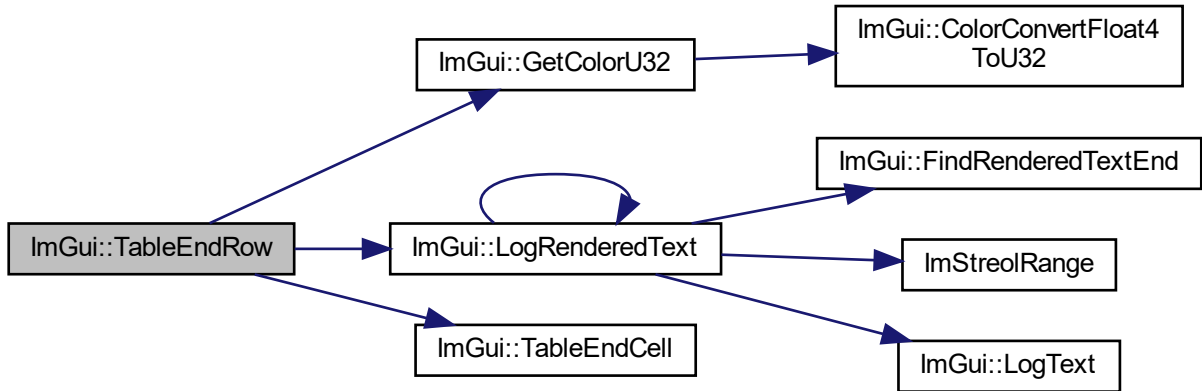 ImGui::ColorConvertFloat4
ToU32
ImGui::GetColorU32
ImGui::FindRenderedTextEnd
ImGui::TableEndRow
ImGui::LogRenderedText
ImStreolRange
ImGui::TableEndCell
ImGui::LogText